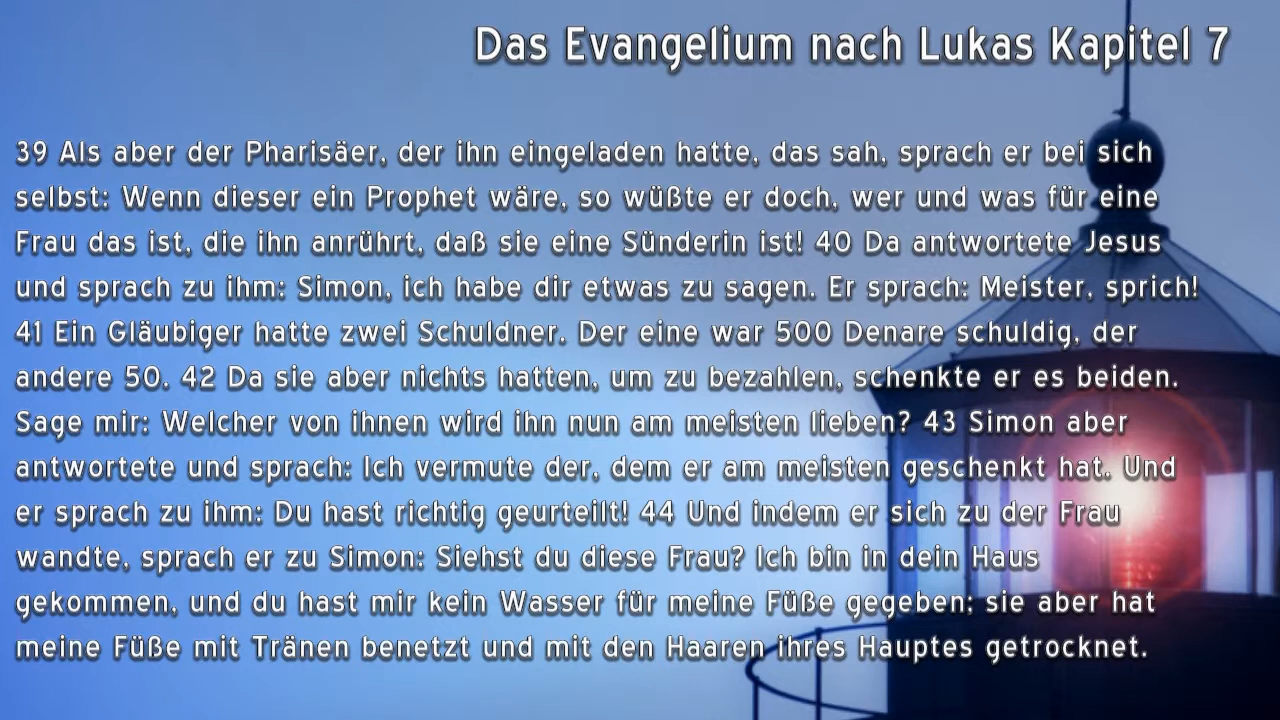 Das Evangelium nach Lukas Kapitel 7
39 Als aber der Pharisäer, der ihn eingeladen hatte, das sah, sprach er bei sich
selbst: Wenn dieser ein Prophet wäre, so wüßte er doch, wer und was für eine
Frau das ist, die ihn anrührt, daß sie eine Sünderin ist! 40 Da antwortete Jesus
und sprach zu ihm: Simon, ich habe dir etwas zu sagen. Er sprach: Meister, sprich!
41 Ein Gläubiger hatte zwei Schuldner. Der eine war 500 Denare schuldig, der
andere 50. 42 Da sie aber nichts hatten, um zu bezahlen, schenkte er es beiden.
Sage mir: Welcher von ihnen wird ihn nun am meisten lieben? 43 Simon aber
antwortete und sprach: Ich vermute der, dem er am meisten geschenkt hat. Und
er sprach zu ihm: Du hast richtig geurteilt! 44 Und indem er sich zu der Frau
wandte, sprach er zu Simon: Siehst du diese Frau? Ich bin in dein Haus
gekommen, und du hast mir kein Wasser für meine Füße gegeben; sie aber hat
meine Füße mit Tränen benetzt und mit den Haaren ihres Hauptes getrocknet.